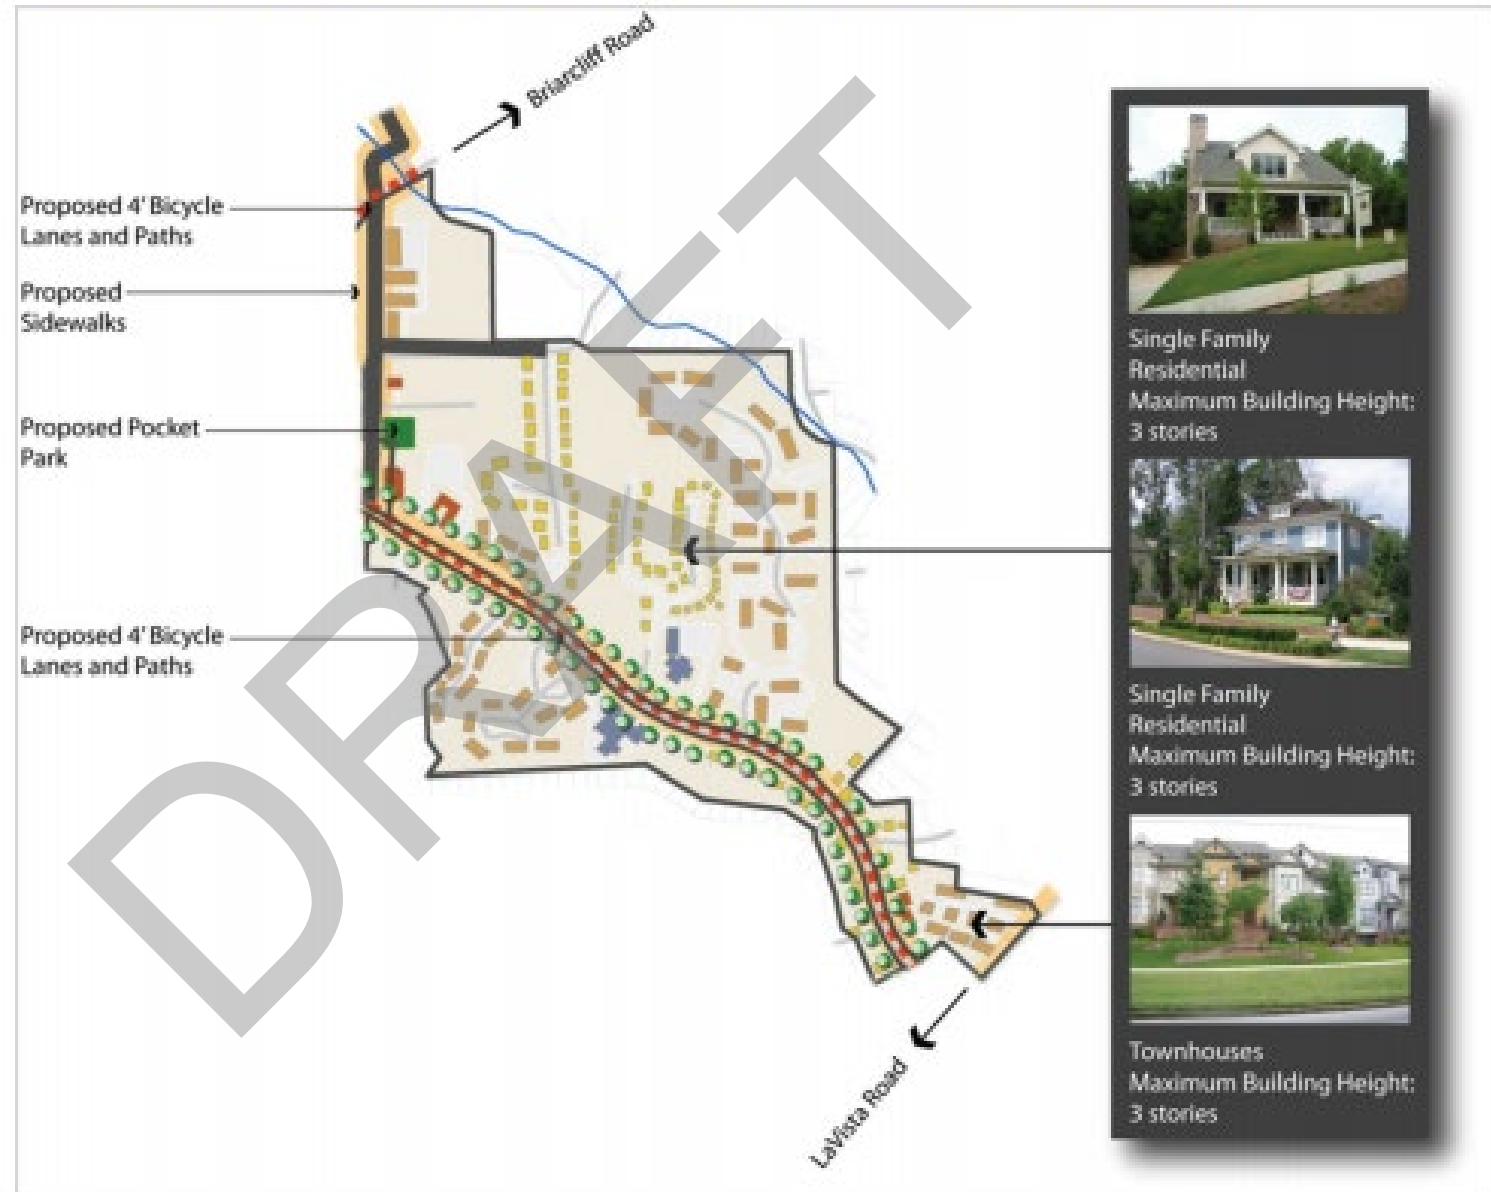 Briarcliff Road
Proposed 4' Bicycle
Lanes and Paths
Proposed
Sidewalks
Proposed Pocket
Park
Proposed 4' Bicycle
Lanes and Paths
LaVista Road
Single Family
Residential
Maximum Building Height:
3 stories
Single Family
Residential
Maximum Building Height:
3 stories
Townhouses
Maximum Building Height:
3 stories
DRAFT